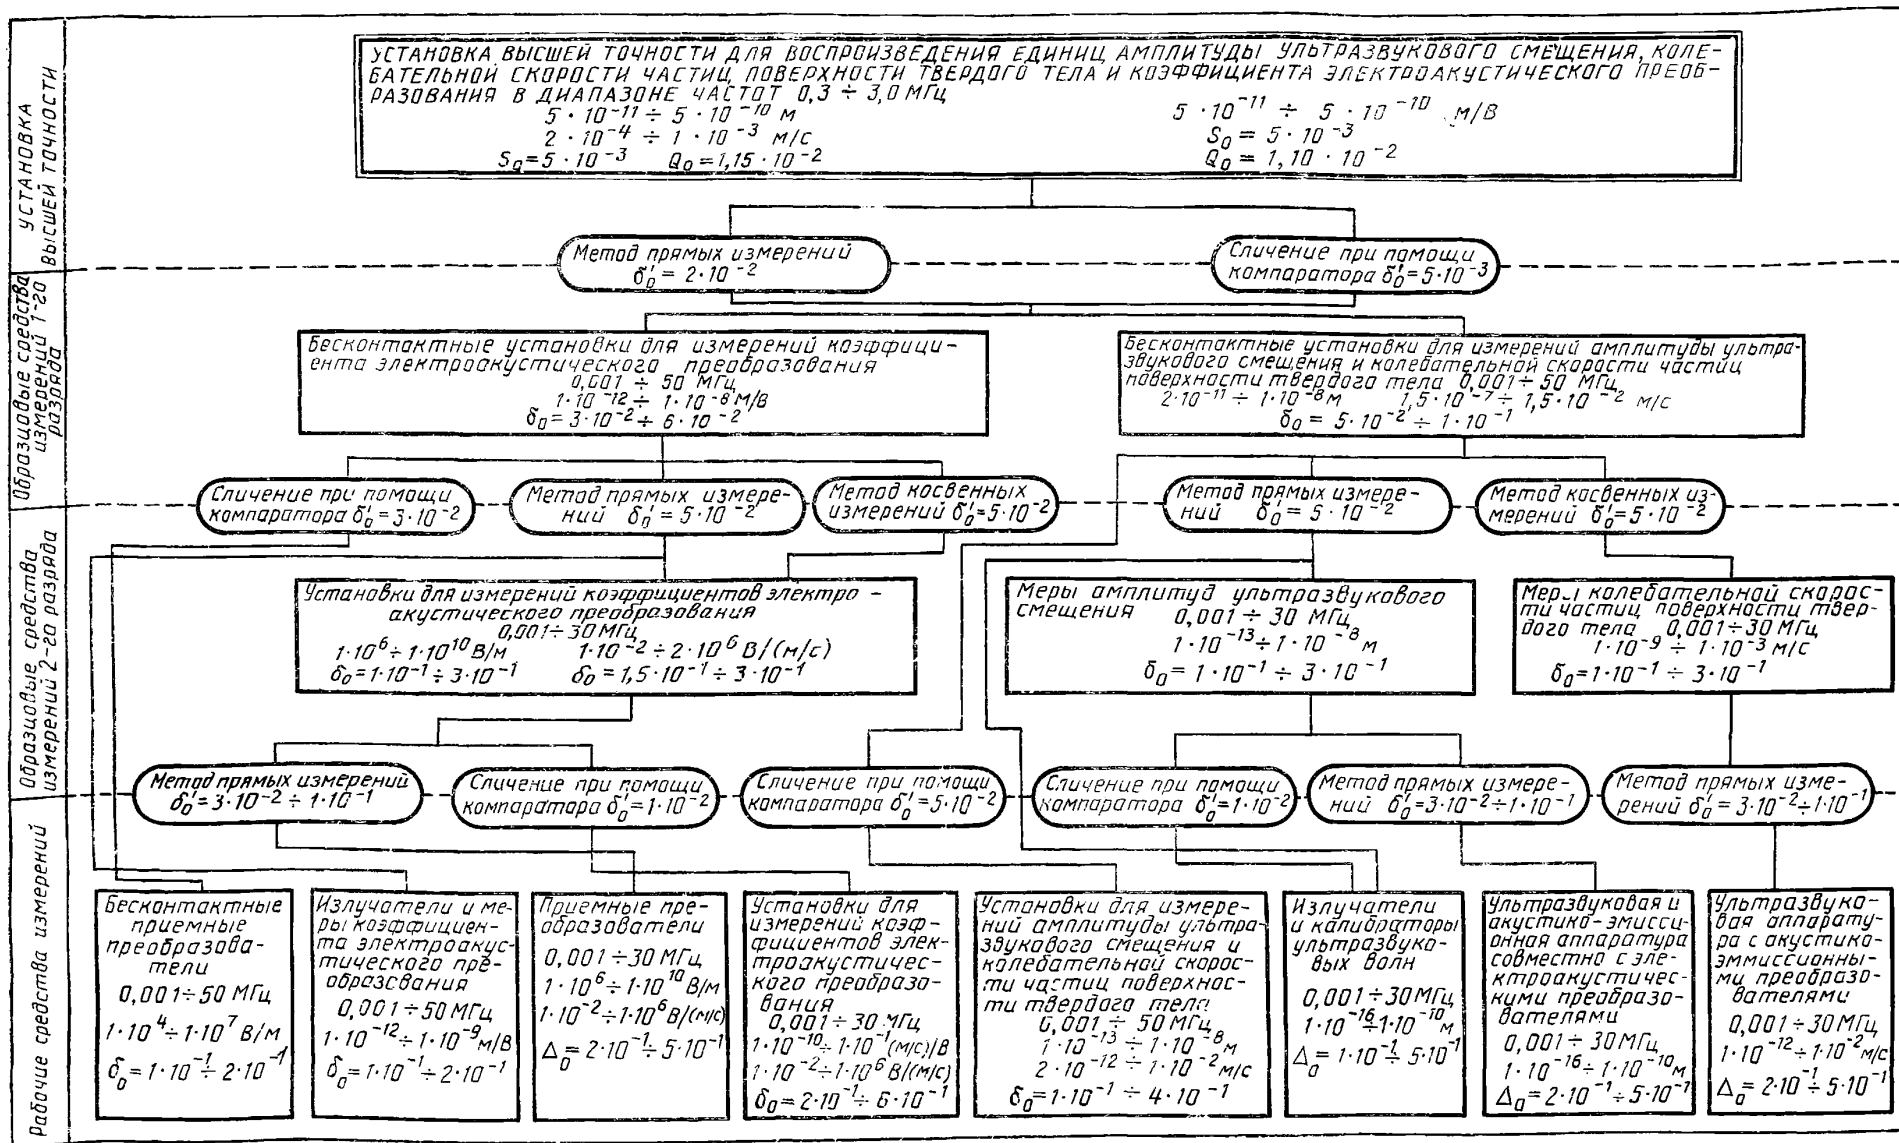 УСТАНОВКА ВЫСШЕЙ ТОЧНОСТИ
УСТАНОВКА ВЫСШЕЙ ТОЧНОСТИ ДЛЯ ВОСПРОИЗВЕДЕНИЯ ЕДИНИЦ АМПЛИТУДЫ УЛЬТРАЗВУКОВОГО СМЕЩЕНИЯ, КОЛЕ-
БАТЕЛЬНОЙ СКОРОСТИ ЧАСТИЦ ПОВЕРХНОСТИ ТВЕРДОГО ТЕЛА И КОЭФФИЦИЕНТА ЭЛЕКТРОАКУСТИЧЕСКОГО ПРЕОБ-
РАЗОВАНИЯ В ДИАПАЗОНЕ ЧАСТОТ 0,3 ÷ 3,0 МГц
5 · 10⁻¹¹ ÷ 5 · 10⁻¹⁰ м
2 · 10⁻⁴ ÷ 1 · 10⁻³ м/с
S₀ = 5 · 10⁻³ Q₀ = 1,15 · 10⁻²
5 · 10⁻¹¹ ÷ 5 · 10⁻¹⁰ м/В
S₀ = 5 · 10⁻³
Q₀ = 1,10 · 10⁻²
Метод прямых измерений
δ₀′ = 2 · 10⁻²
Сличение при помощи
компаратора δ₀′ = 5 · 10⁻³
Образцовые средства
измерений 1-го
разряда
Бесконтактные установки для измерений коэффици-
ента электроакустического преобразования
0,001 ÷ 50 МГц
1 · 10⁻¹² ÷ 1 · 10⁻⁸ м/В
δ₀ = 3 · 10⁻² ÷ 6 · 10⁻²
Бесконтактные установки для измерений амплитуды ультра-
звукового смещения и колебательной скорости частиц
поверхности твердого тела 0,001 ÷ 50 МГц
2 · 10⁻¹¹ ÷ 1 · 10⁻⁸ м 1,5 · 10⁻⁷ ÷ 1,5 · 10⁻² м/с
δ₀ = 5 · 10⁻² ÷ 1 · 10⁻¹
Сличение при помощи
компаратора δ₀′ = 3 · 10⁻²
Метод прямых измере-
ний δ₀′ = 5 · 10⁻²
Метод косвенных
измерений δ₀′ = 5 · 10⁻²
Метод прямых измере-
ний δ₀′ = 5 · 10⁻²
Метод косвенных из-
мерений δ₀′ = 5 · 10⁻²
Образцовые средства
измерений 2-го разряда
Установки для измерений коэффициентов электро-
акустического преобразования
0,001 ÷ 30 МГц
1 · 10⁶ ÷ 1 · 10¹⁰ В/м 1 · 10⁻² ÷ 2 · 10⁶ В/(м/с)
δ₀ = 1 · 10⁻¹ ÷ 3 · 10⁻¹ δ₀ = 1,5 · 10⁻¹ ÷ 3 · 10⁻¹
Меры амплитуд ультразвукового
смещения 0,001 ÷ 30 МГц
1 · 10⁻¹³ ÷ 1 · 10⁻⁸ м
δ₀ = 1 · 10⁻¹ ÷ 3 · 10⁻¹
Меры колебательной скорос-
ти частиц поверхности твер-
дого тела 0,001 ÷ 30 МГц
1 · 10⁻⁹ ÷ 1 · 10⁻³ м/с
δ₀ = 1 · 10⁻¹ ÷ 3 · 10⁻¹
Метод прямых измерений
δ₀′ = 3 · 10⁻² ÷ 1 · 10⁻¹
Сличение при помощи
компаратора δ₀′ = 1 · 10⁻²
Сличение при помощи
компаратора δ₀′ = 5 · 10⁻²
Сличение при помощи
компаратора δ₀′ = 1 · 10⁻²
Метод прямых измере-
ний δ₀′ = 3 · 10⁻² ÷ 1 · 10⁻¹
Метод прямых изме-
рений δ₀′ = 3 · 10⁻² ÷ 1 · 10⁻¹
Рабочие средства измерений
Бесконтактные
приемные
преобразова-
тели
0,001 ÷ 50 МГц
1 · 10⁴ ÷ 1 · 10⁷ В/м
δ₀ = 1 · 10⁻¹ ÷ 2 · 10⁻¹
Излучатели и ме-
ры коэффициен-
та электроакус-
тического пре-
образования
0,001 ÷ 50 МГц
1 · 10⁻¹² ÷ 1 · 10⁻⁹ м/В
δ₀ = 1 · 10⁻¹ ÷ 2 · 10⁻¹
Приемные пре-
образователи
0,001 ÷ 30 МГц
1 · 10⁶ ÷ 1 · 10¹⁰ В/м
1 · 10⁻² ÷ 1 · 10⁶ В/(м/с)
Δ₀ = 2 · 10⁻¹ ÷ 5 · 10⁻¹
Установки для
измерений коэф-
фициентов элек-
троакустичес-
кого преобразо-
вания
0,001 ÷ 30 МГц
1 · 10⁻¹⁰ ÷ 1 · 10⁻¹ (м/с)/В
1 · 10⁻² ÷ 1 · 10⁶ В/(м/с)
δ₀ = 2 · 10⁻¹ ÷ 6 · 10⁻¹
Установки для измере-
ний амплитуды ультра-
звукового смещения и
колебательной скорос-
ти частиц поверхнос-
ти твердого тела
0,001 ÷ 50 МГц
1 · 10⁻¹³ ÷ 1 · 10⁻⁸ м
2 · 10⁻¹² ÷ 1 · 10⁻² м/с
δ₀ = 1 · 10⁻¹ ÷ 4 · 10⁻¹
Излучатели
и калибраторы
ультразвуко-
вых волн
0,001 ÷ 30 МГц
1 · 10⁻¹⁶ ÷ 1 · 10⁻¹⁰ м
Δ₀ = 1 · 10⁻¹ ÷ 5 · 10⁻¹
Ультразвуковая и
акустико-эмисси-
онная аппаратура
совместно с эле-
ктроакустичес-
кими преобразо-
вателями
0,001 ÷ 30 МГц
1 · 10⁻¹⁶ ÷ 1 · 10⁻¹⁰ м
Δ₀ = 2 · 10⁻¹ ÷ 5 · 10⁻¹
Ультразвуко-
вая аппарату-
ра с акустико-
эммиссионны-
ми преобразо-
вателями
0,001 ÷ 30 МГц
1 · 10⁻¹² ÷ 1 · 10⁻² м/с
Δ₀ = 2 · 10⁻¹ ÷ 5 · 10⁻¹